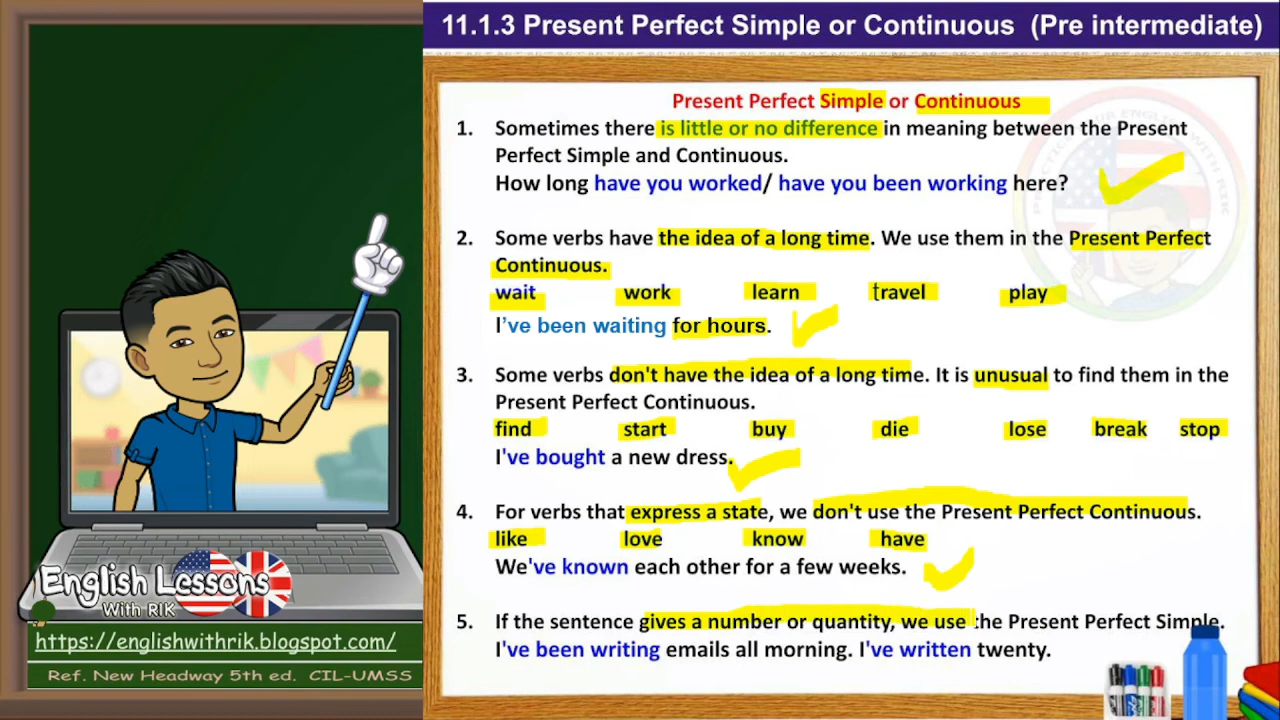 11.1.3 Present Perfect Simple or Continuous (Pre intermediate)
Present Perfect Simple or Continuous
1. Sometimes there is little or no difference in meaning between the Present
Perfect Simple and Continuous.
How long have you worked/ have you been working here?
2. Some verbs have the idea of a long time. We use them in the Present Perfect
Continuous.
wait work learn travel play
I've been waiting for hours.
3. Some verbs don't have the idea of a long time. It is unusual to find them in the
Present Perfect Continuous.
find start buy die lose break stop
I've bought a new dress.
4. For verbs that express a state, we don't use the Present Perfect Continuous.
like love know have
We've known each other for a few weeks.
5. If the sentence gives a number or quantity, we use the Present Perfect Simple.
I've been writing emails all morning. I've written twenty.
English Lessons
With RIK
https://englishwithrik.blogspot.com/
Ref. New Headway 5th ed. CIL-UMSS